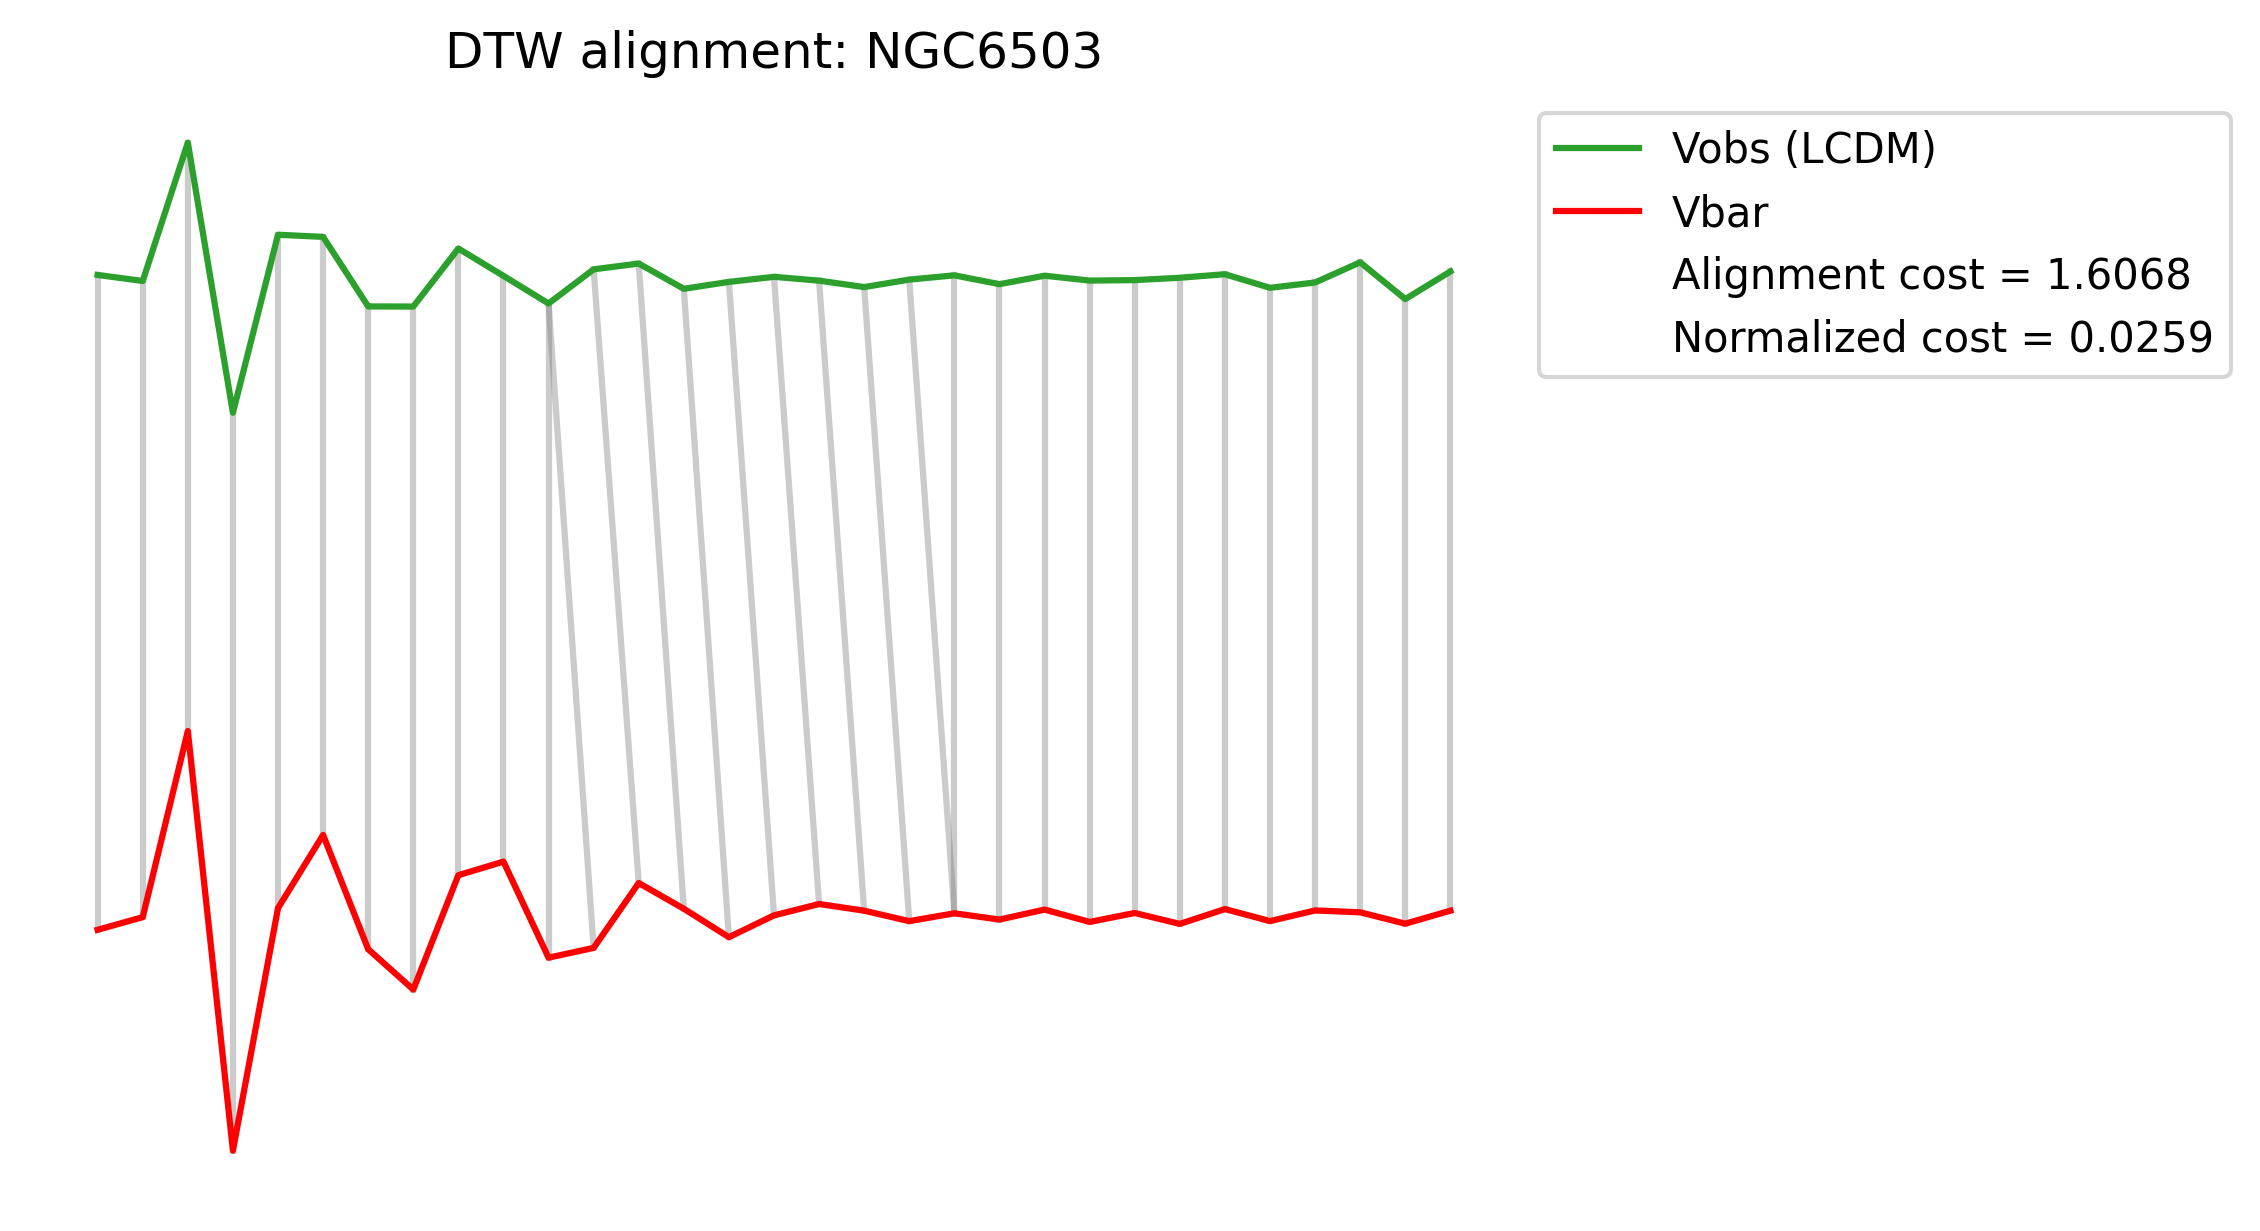 DTW alignment: NGC6503
Vobs (LCDM)
Vbar
Alignment cost = 1.6068
Normalized cost = 0.0259